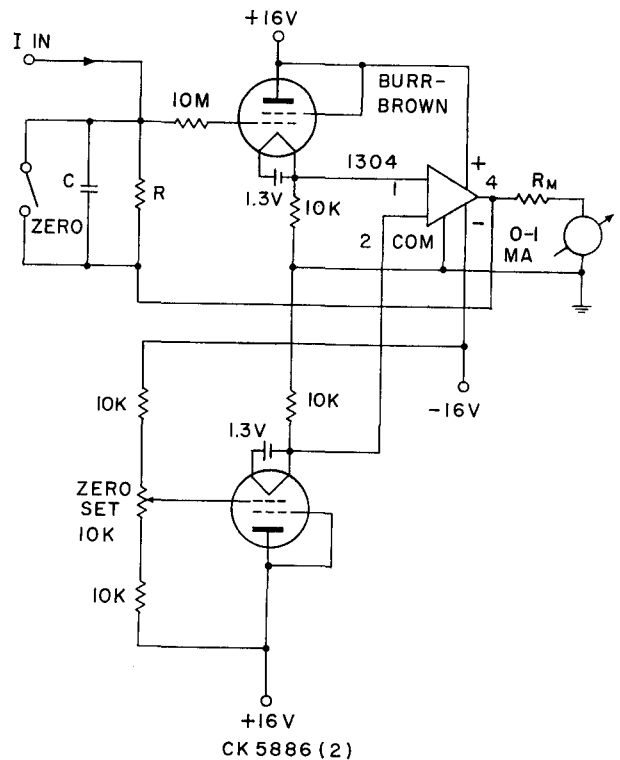 +16V
I IN
BURR-
BROWN
10M
1304
1
+
4
RM
1.3V
C
R
10K
ZERO
2 COM
-
0-1
MA
10K
10K
-16V
1.3V
ZERO
SET
10K
10K
+16V
CK 5886 (2)